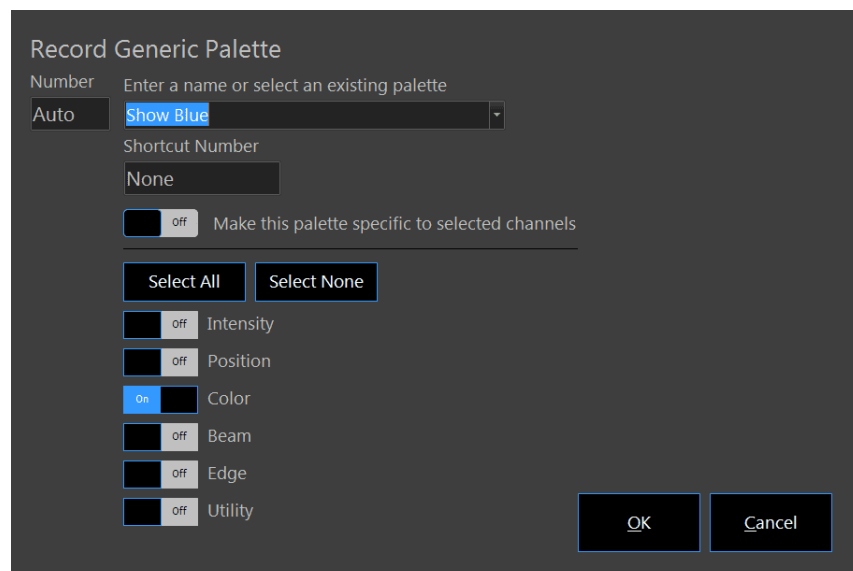 Record Generic Palette
Number
Enter a name or select an existing palette
Auto
Show Blue
Shortcut Number
None
Off Make this palette specific to selected channels
Select All
Select None
Off Intensity
Off Position
On Color
Off Beam
Off Edge
Off Utility
OK
Cancel